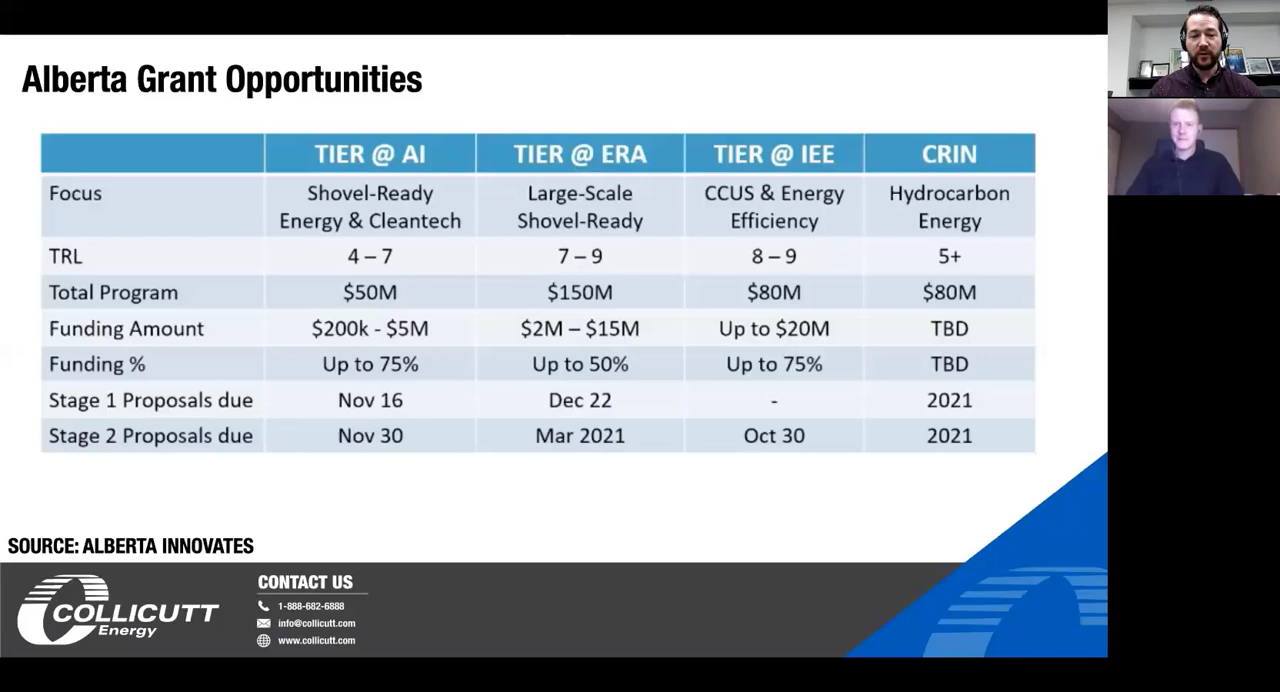 Alberta Grant Opportunities
TIER @ AI TIER @ ERA TIER @ IEE CRIN
Focus Shovel-Ready Large-Scale CCUS & Energy Hydrocarbon
Energy & Cleantech Shovel-Ready Efficiency Energy
TRL 4 – 7 7 – 9 8 – 9 5+
Total Program $50M $150M $80M $80M
Funding Amount $200k - $5M $2M – $15M Up to $20M TBD
Funding % Up to 75% Up to 50% Up to 75% TBD
Stage 1 Proposals due Nov 16 Dec 22 - 2021
Stage 2 Proposals due Nov 30 Mar 2021 Oct 30 2021
SOURCE: ALBERTA INNOVATES
COLLICUTT
Energy
CONTACT US
1-888-682-6888
info@collicutt.com
www.collicutt.com